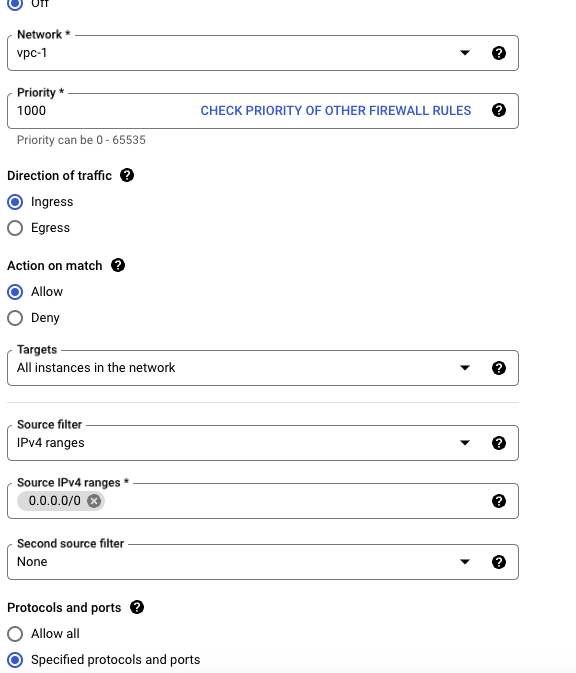 Off
Network *
vpc-1
Priority *
1000 CHECK PRIORITY OF OTHER FIREWALL RULES
Priority can be 0 - 65535
Direction of traffic
Ingress
Egress
Action on match
Allow
Deny
Targets
All instances in the network
Source filter
IPv4 ranges
Source IPv4 ranges *
0.0.0.0/0
Second source filter
None
Protocols and ports
Allow all
Specified protocols and ports